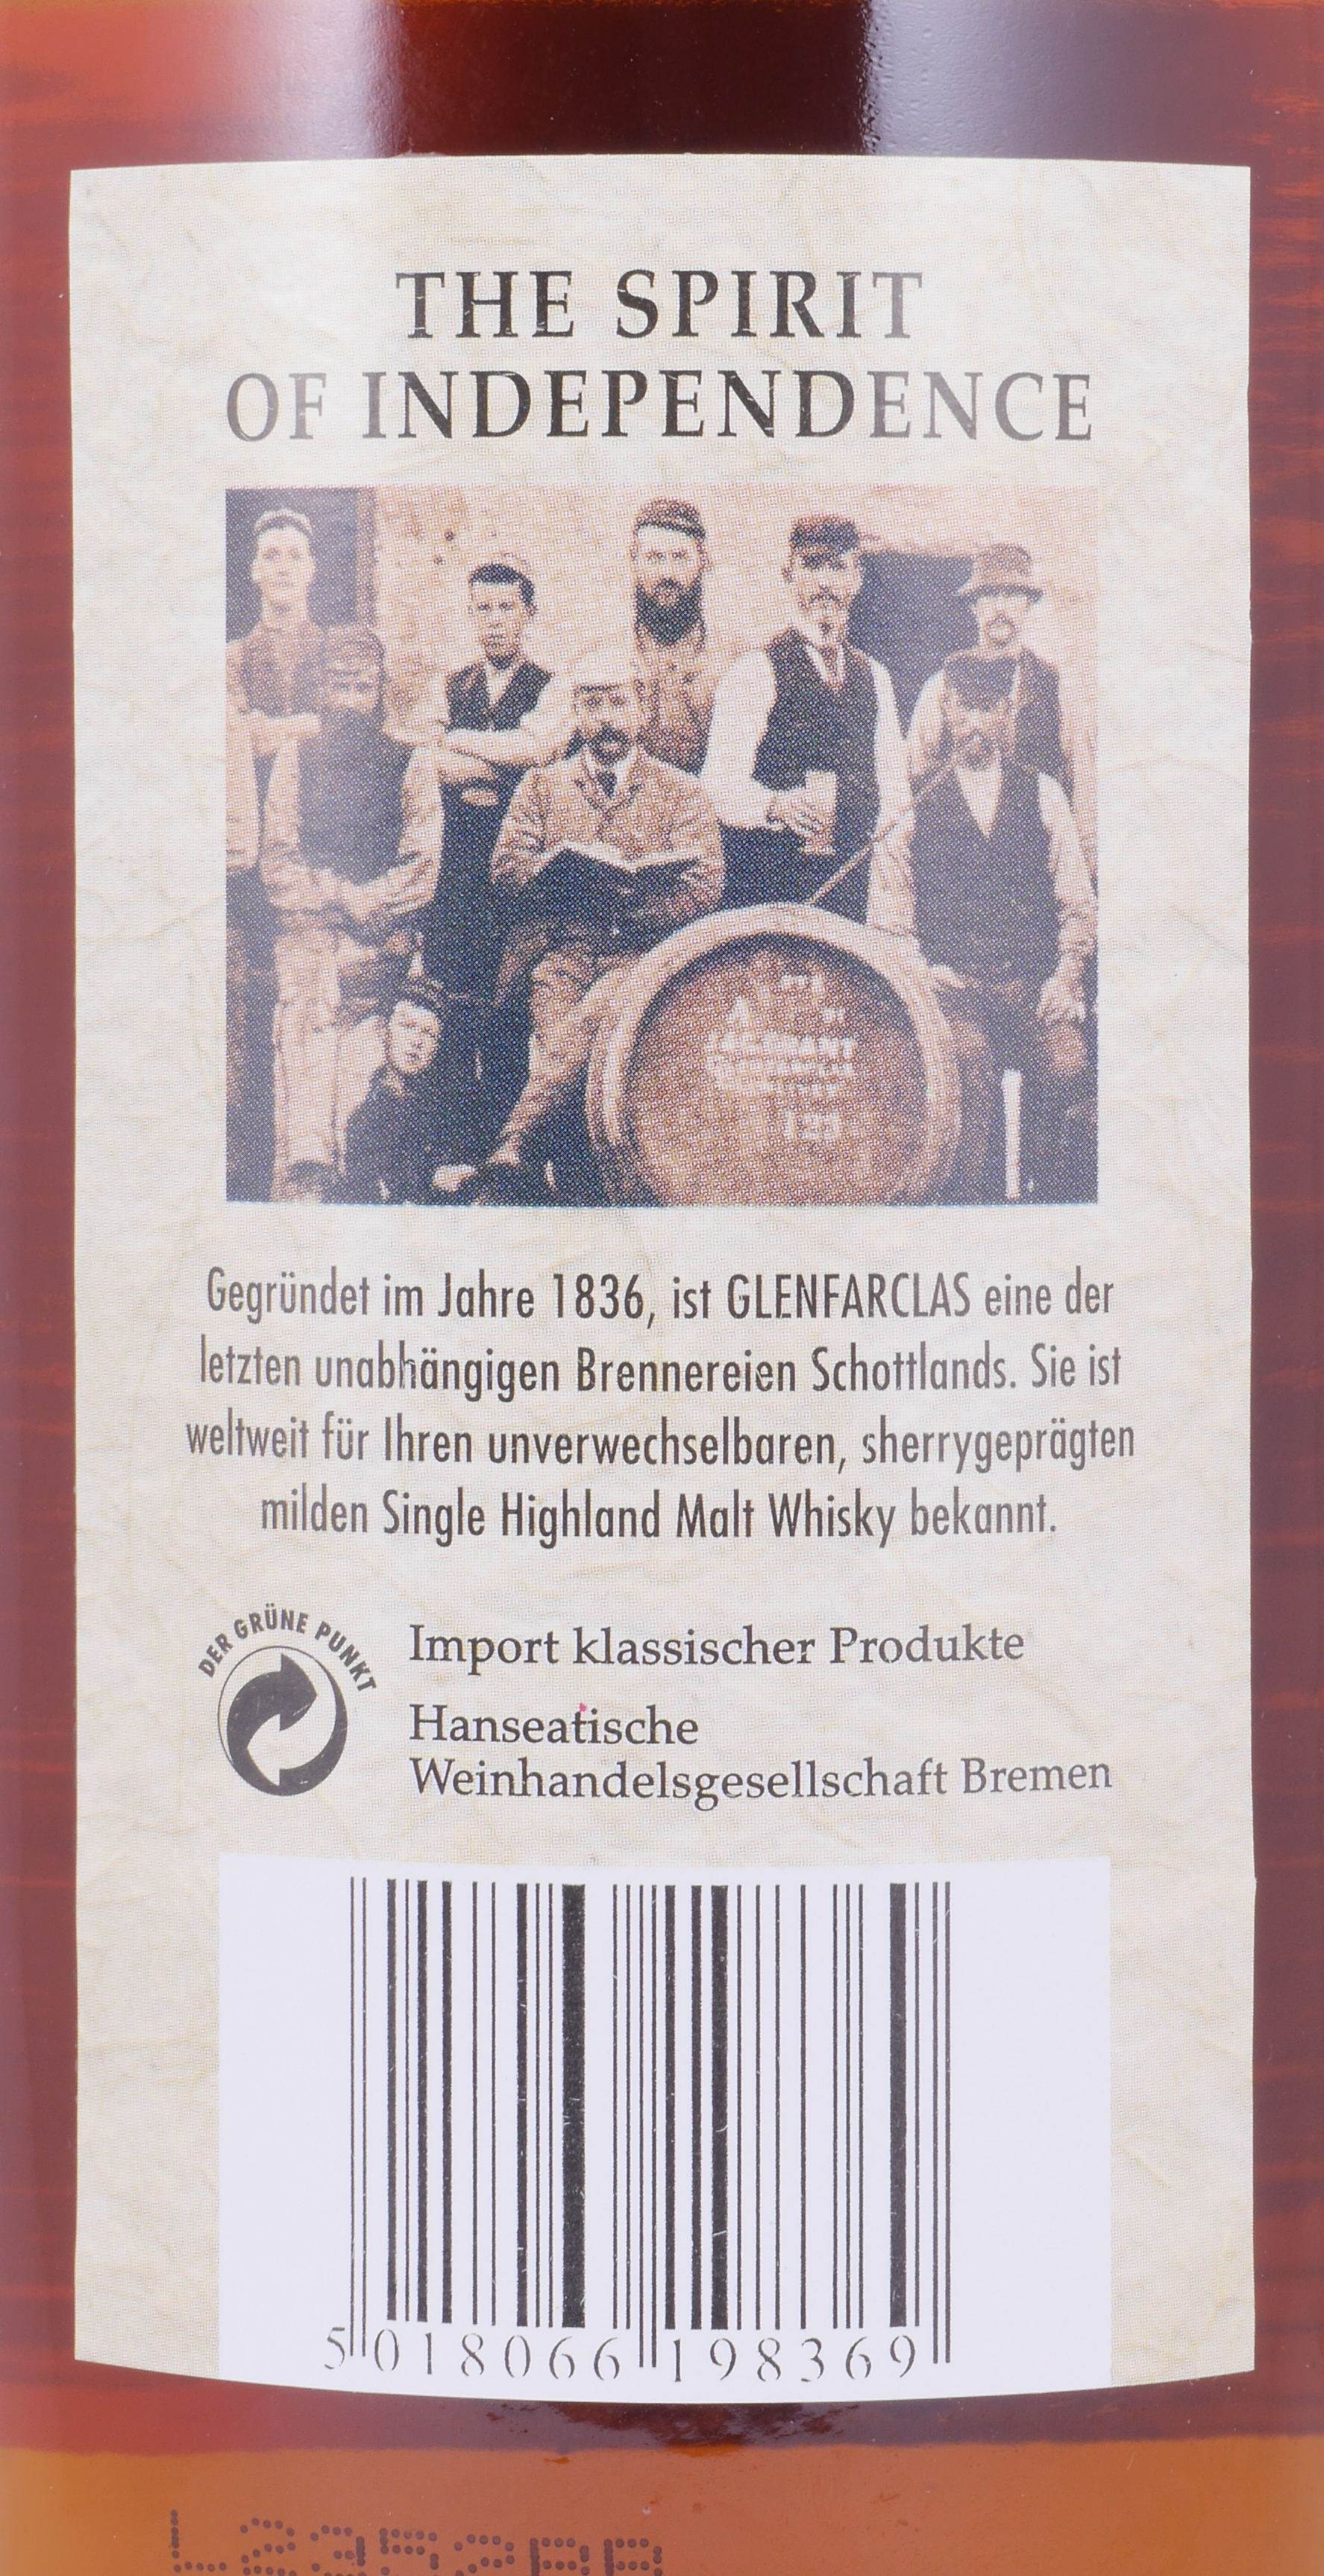 THE SPIRIT
OF INDEPENDENCE
Gegründet im Jahre 1836, ist GLENFARCLAS eine der
letzten unabhängigen Brennereien Schottlands. Sie ist
weltweit für Ihren unverwechselbaren, sherrygeprägten
milden Single Highland Malt Whisky bekannt.
DER GRÜNE PUNKT
Import klassischer Produkte
Hanseatische
Weinhandelsgesellschaft Bremen
5 018066 198369